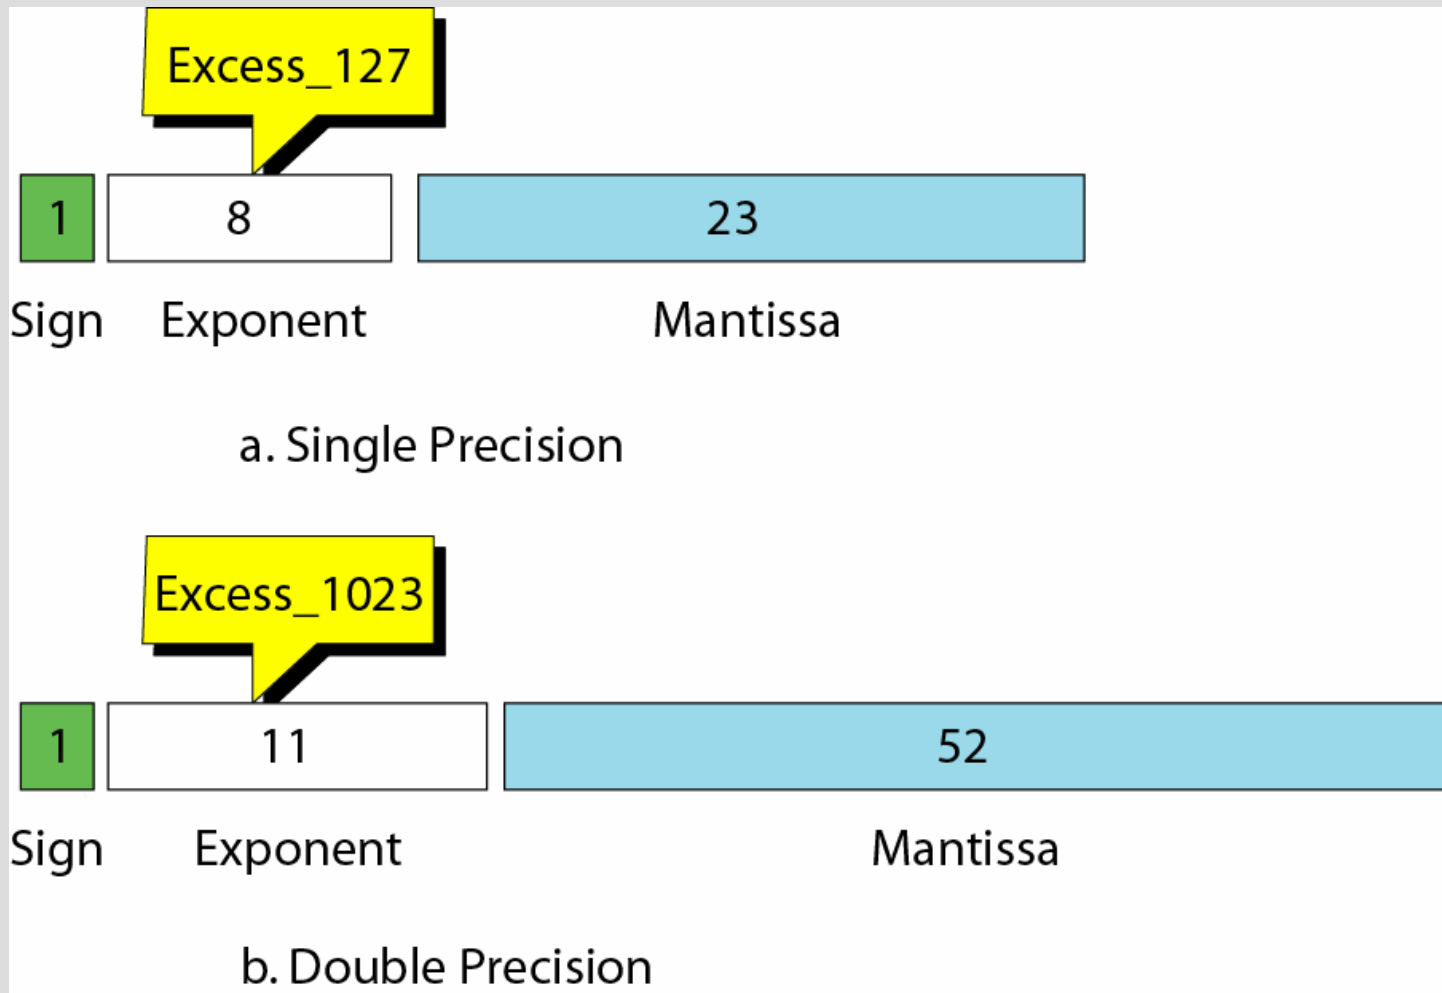 Excess_127
1 8 23
Sign Exponent Mantissa
a. Single Precision
Excess_1023
1 11 52
Sign Exponent Mantissa
b. Double Precision